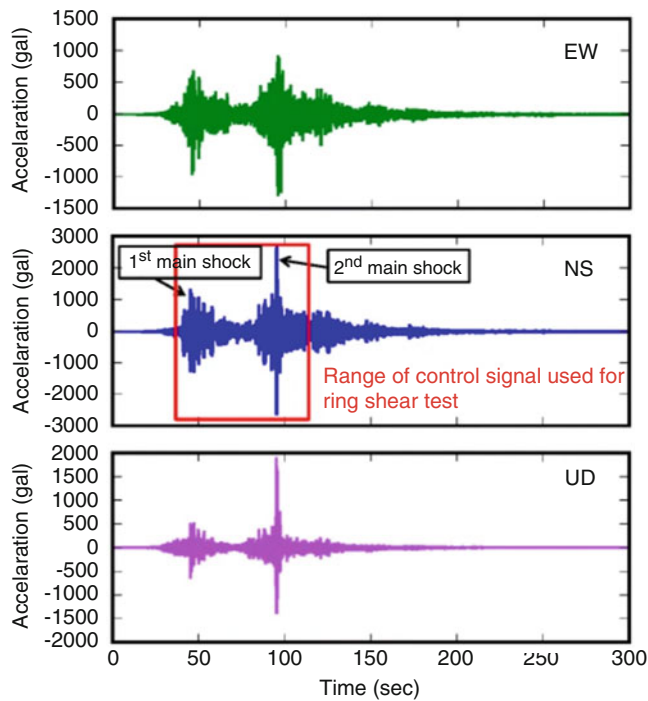 1500
1000
500
0
-500
-1000
-1500
Accelaration (gal)
EW
3000
2000
1000
0
-1000
-2000
-3000
Accelaration (gal)
1st main shock
2nd main shock
NS
Range of control signal used for
ring shear test
2000
1500
1000
500
0
-500
-1000
-1500
-2000
Accelaration (gal)
UD
0
50
100
150
200
250
300
Time (sec)